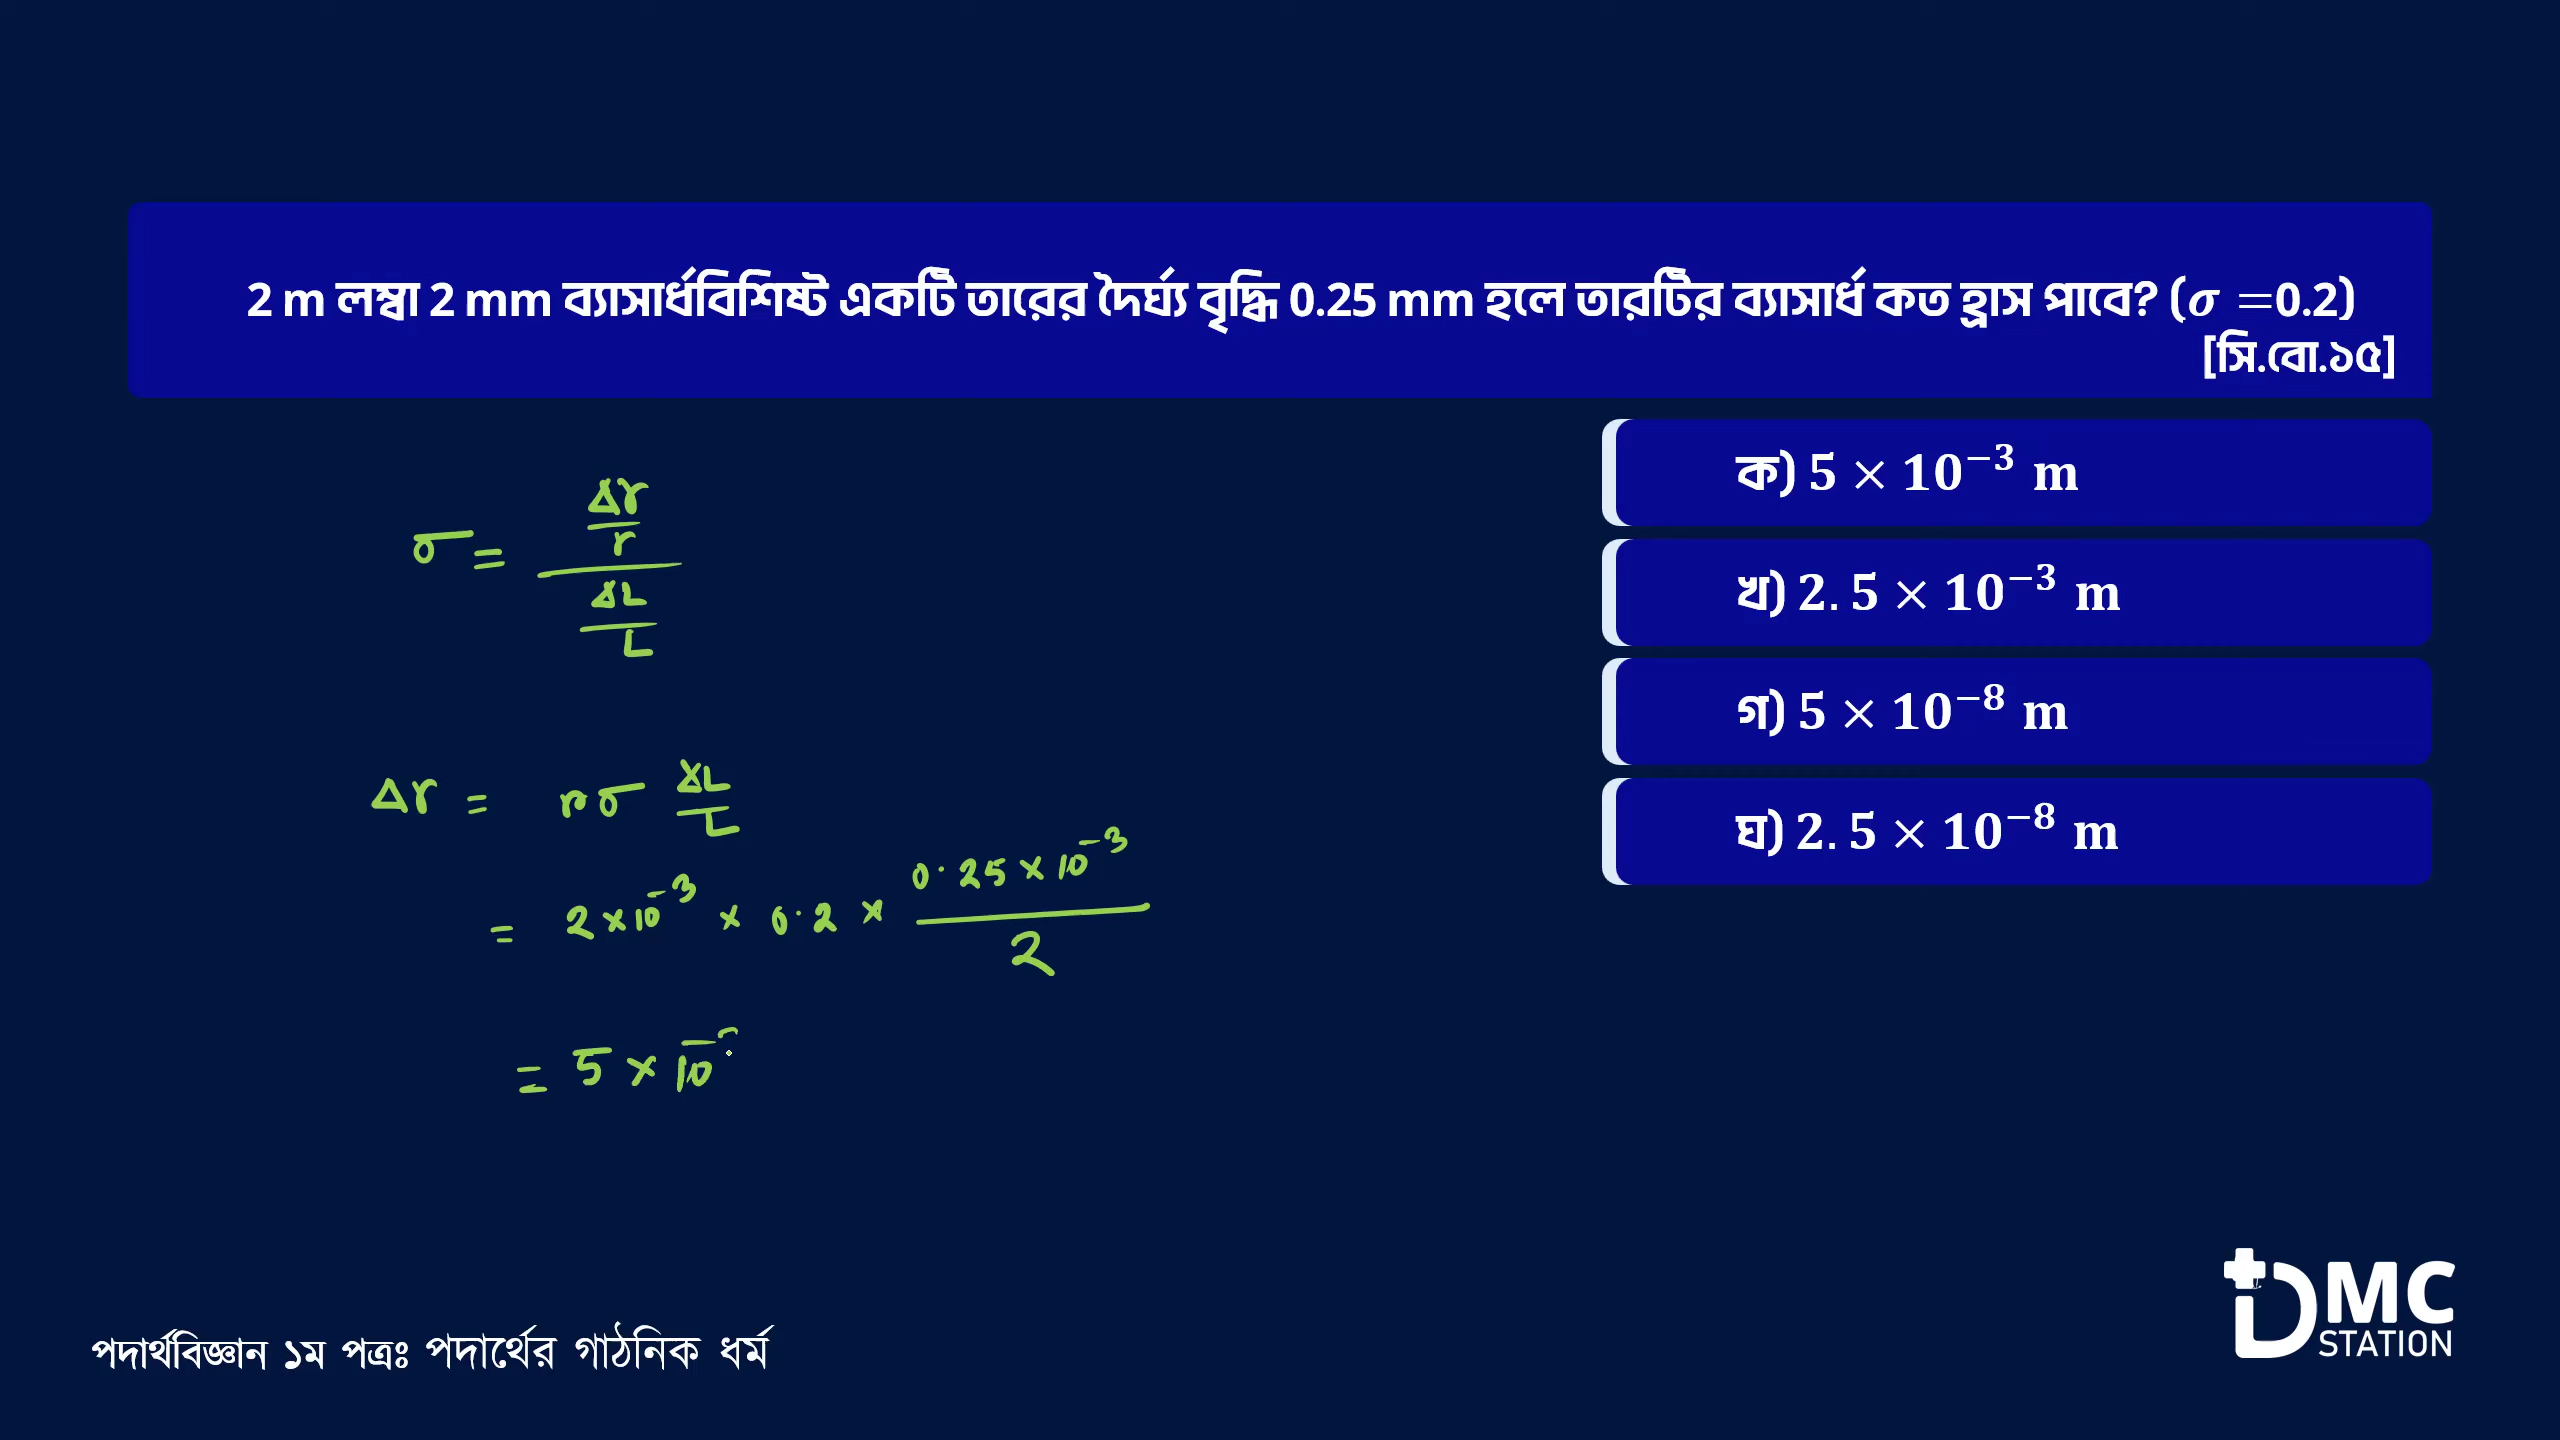 2 m লম্বা 2 mm ব্যাসার্ধবিশিষ্ট একটি তারের দৈর্ঘ্য বৃদ্ধি 0.25 mm হলে তারটির ব্যাসার্ধ কত হ্রাস পাবে? (σ =0.2)
[সি.বো.১৫]
ক) 5 × 10⁻³ m
খ) 2.5 × 10⁻³ m
গ) 5 × 10⁻⁸ m
ঘ) 2.5 × 10⁻⁸ m
σ = (Δr/r)/(ΔL/L)
Δr = rσ ΔL/L
= 2 × 10⁻³ × 0.2 × (0.25 × 10⁻³)/2
= 5 × 10⁻
পদার্থবিজ্ঞান ১ম পত্রঃ পদার্থের গাঠনিক ধর্ম
DMC
STATION